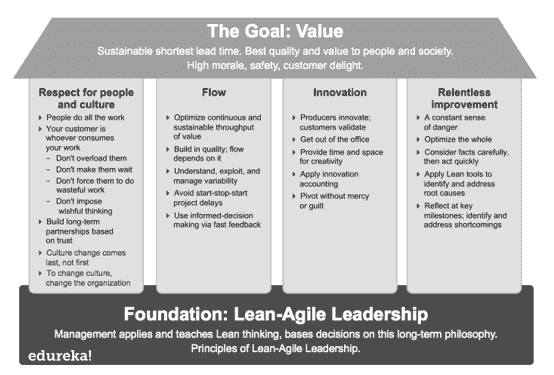 The Goal: Value
Sustainable shortest lead time. Best quality and value to people and society.
High morale, safety, customer delight.
Respect for people
and culture
People do all the work
Your customer is
whoever consumes
your work
– Don't overload them
– Don't make them wait
– Don't force them to do
wasteful work
– Don't impose
wishful thinking
Build long-term
partnerships based
on trust
Culture change comes
last, not first
To change culture,
change the organization
Flow
Optimize continuous and
sustainable throughput
of value
Build in quality; flow
depends on it
Understand, exploit, and
manage variability
Avoid start-stop-start
project delays
Use informed-decision
making via fast feedback
Innovation
Producers innovate;
customers validate
Get out of the office
Provide time and space
for creativity
Apply innovation
accounting
Pivot without mercy
or guilt
Relentless
improvement
A constant sense
of danger
Optimize the whole
Consider facts carefully,
then act quickly
Apply Lean tools to
identify and address
root causes
Reflect at key
milestones; identify and
address shortcomings
Foundation: Lean-Agile Leadership
Management applies and teaches Lean thinking, bases decisions on this long-term philosophy.
Principles of Lean-Agile Leadership.
edureka!